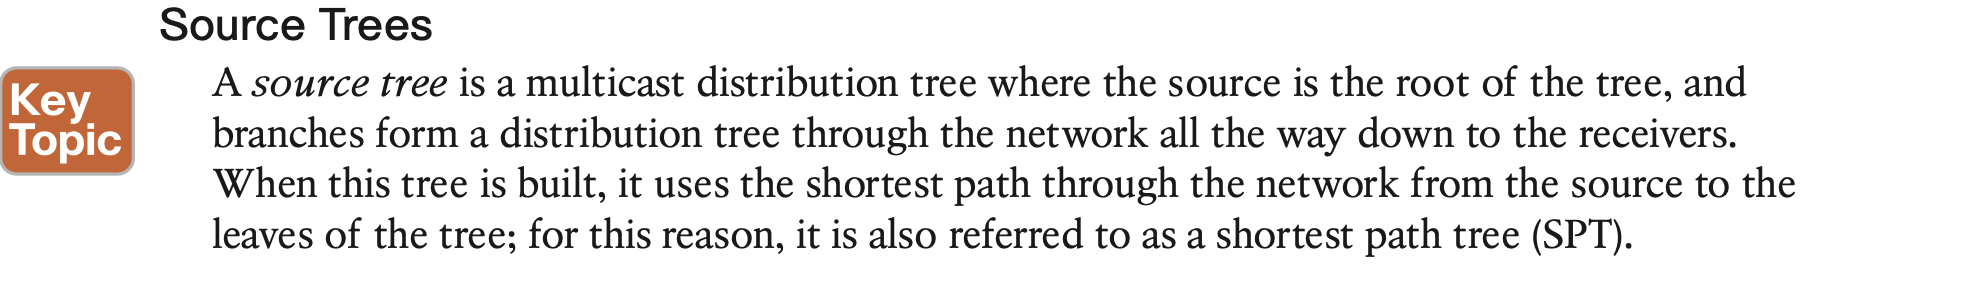 Source Trees
Key
Topic
A source tree is a multicast distribution tree where the source is the root of the tree, and
branches form a distribution tree through the network all the way down to the receivers.
When this tree is built, it uses the shortest path through the network from the source to the
leaves of the tree; for this reason, it is also referred to as a shortest path tree (SPT).